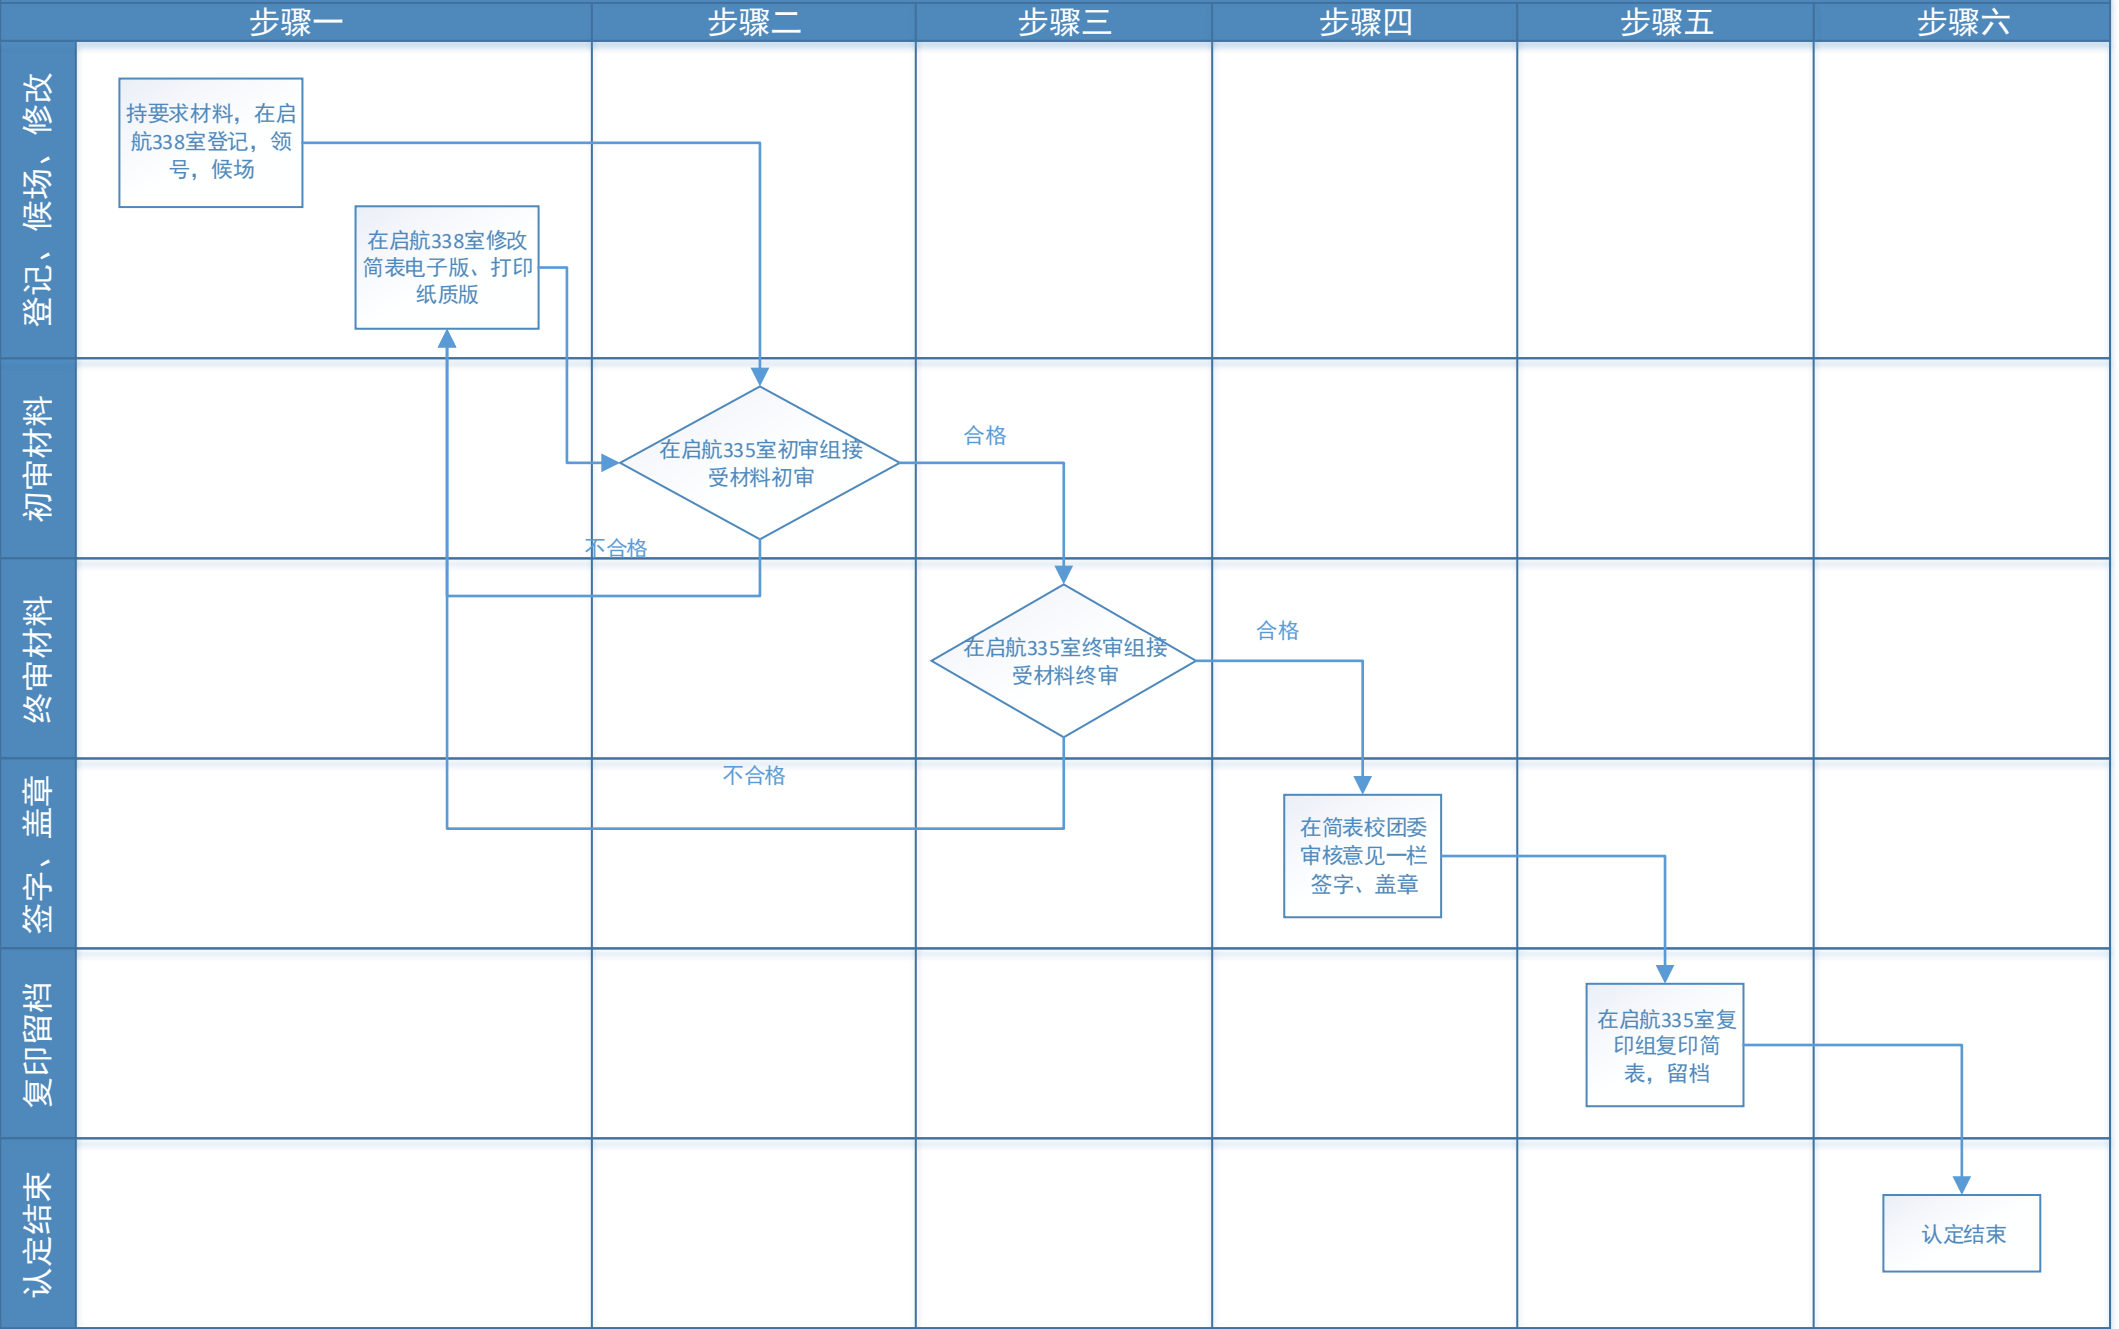 步骤一
步骤二
步骤三
步骤四
步骤五
步骤六
登记、候场、修改
持要求材料，在启
航338室登记，领
号，候场
在启航338室修改
简表电子版、打印
纸质版
初审材料
在启航335室初审组接
受材料初审
合格
不合格
终审材料
在启航335室终审组接
受材料终审
合格
签字、盖章
不合格
在简表校团委
审核意见一栏
签字、盖章
复印留档
在启航335室复
印组复印简
表，留档
认定结束
认定结束